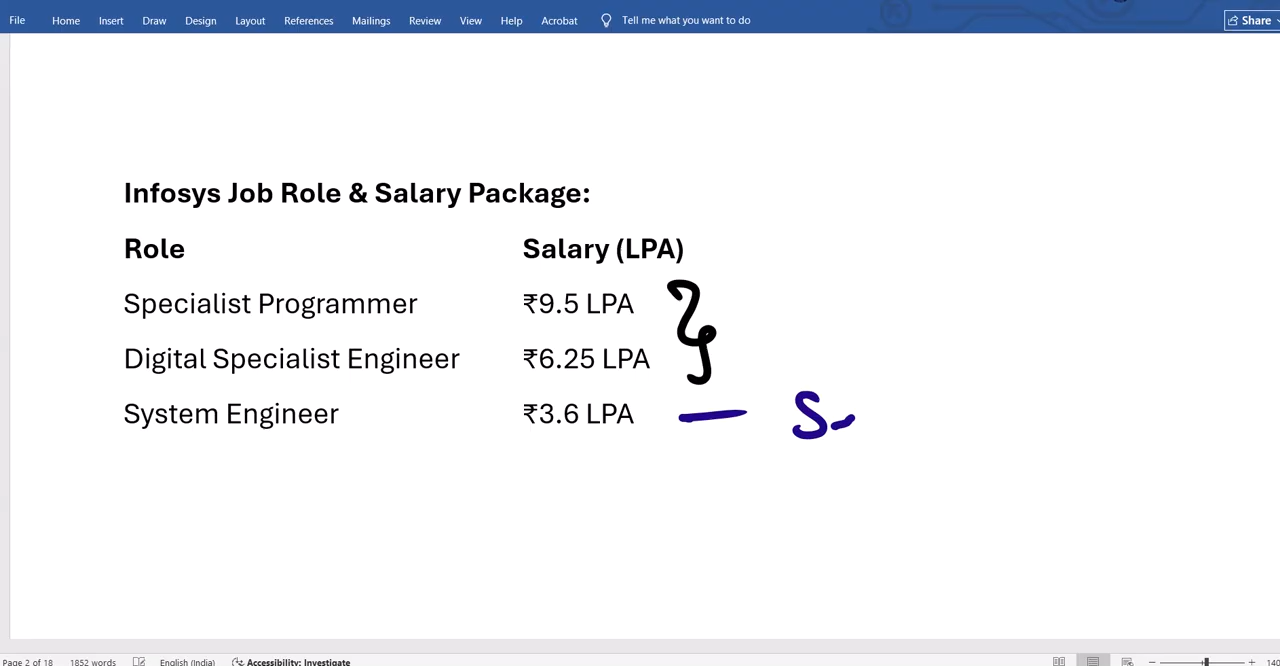 File Home Insert Draw Design Layout References Mailings Review View Help Acrobat Tell me what you want to do Share
Infosys Job Role & Salary Package:
Role Salary (LPA)
Specialist Programmer ₹9.5 LPA
Digital Specialist Engineer ₹6.25 LPA
System Engineer ₹3.6 LPA — S
Page 2 of 18 1852 words English (India) Accessibility: Investigate 140